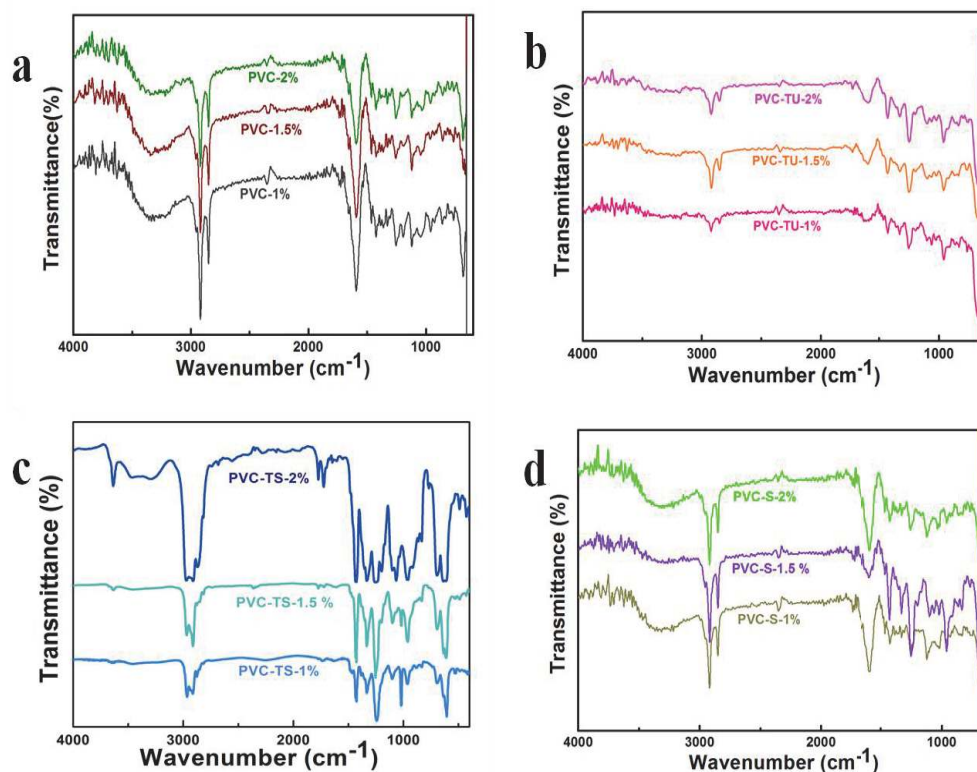 a
Transmittance(%)
PVC-2%
PVC-1.5%
PVC-1%
4000 3000 2000 1000
Wavenumber (cm-1)
b
Transmittance (%)
PVC-TU-2%
PVC-TU-1.5%
PVC-TU-1%
4000 3000 2000 1000
Wavenumber (cm-1)
c
Transmittance (%)
PVC-TS-2%
PVC-TS-1.5 %
PVC-TS-1%
4000 3000 2000 1000
Wavenumber (cm-1)
d
Transmittance (%)
PVC-S-2%
PVC-S-1.5 %
PVC-S-1%
4000 3000 2000 1000
Wavenumber (cm-1)